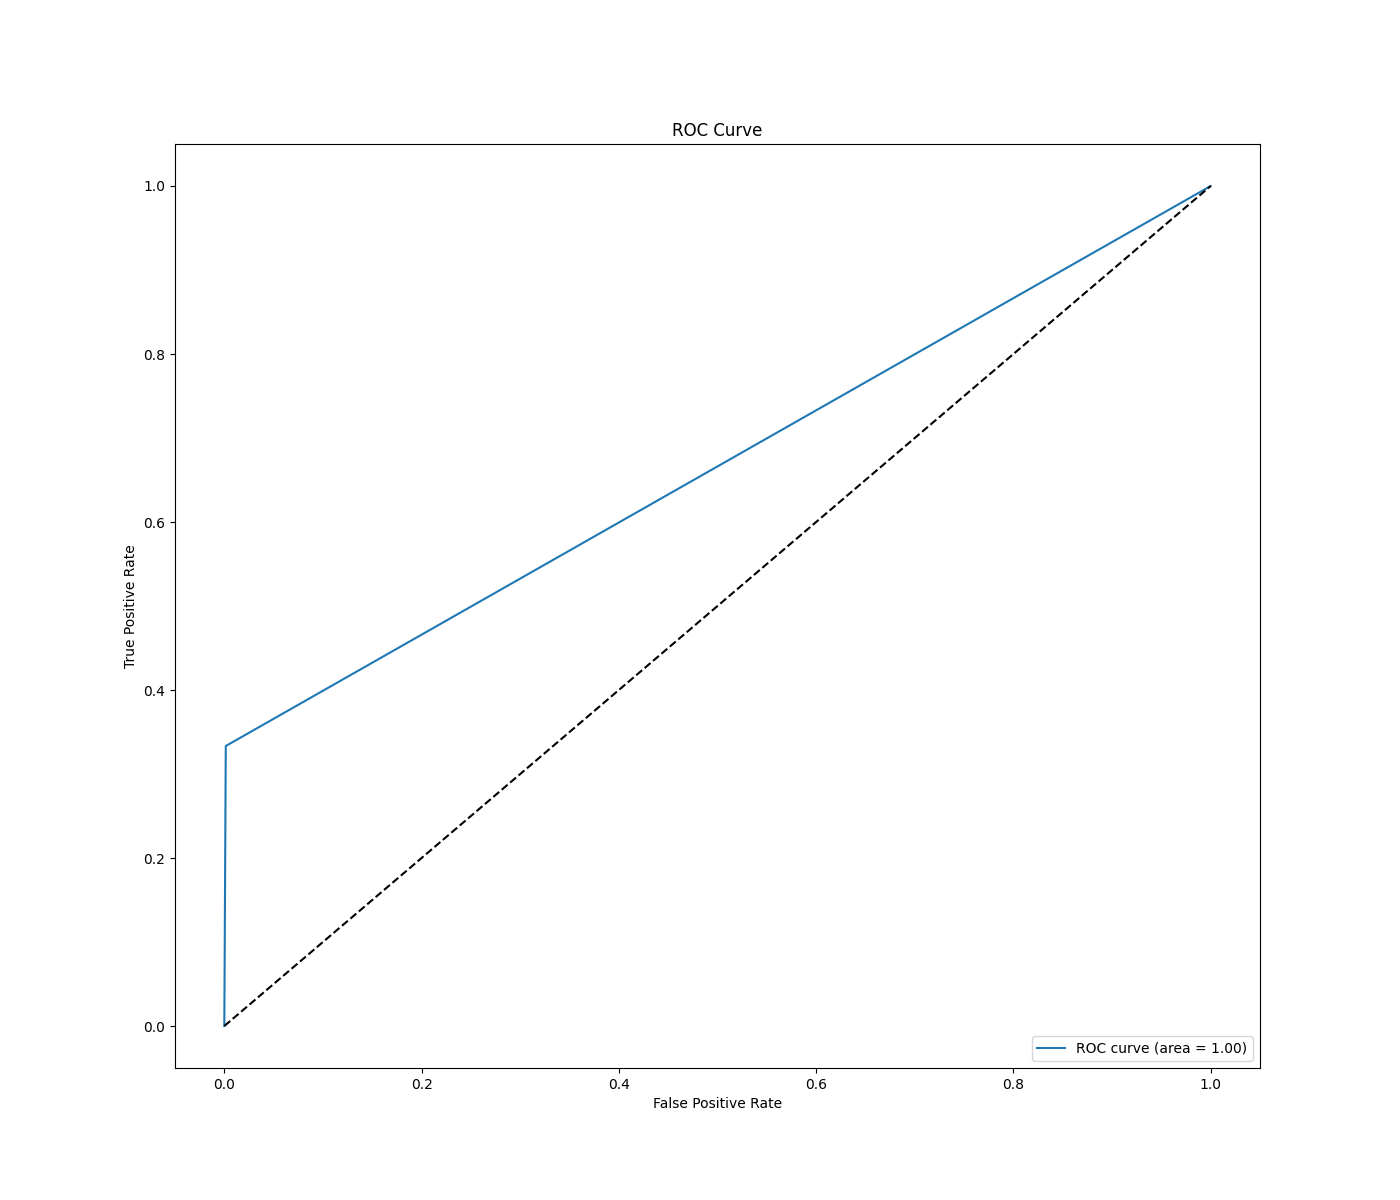 ROC Curve
1.0
0.8
0.6
0.4
0.2
0.0
True Positive Rate
0.0 0.2 0.4 0.6 0.8 1.0
False Positive Rate
ROC curve (area = 1.00)